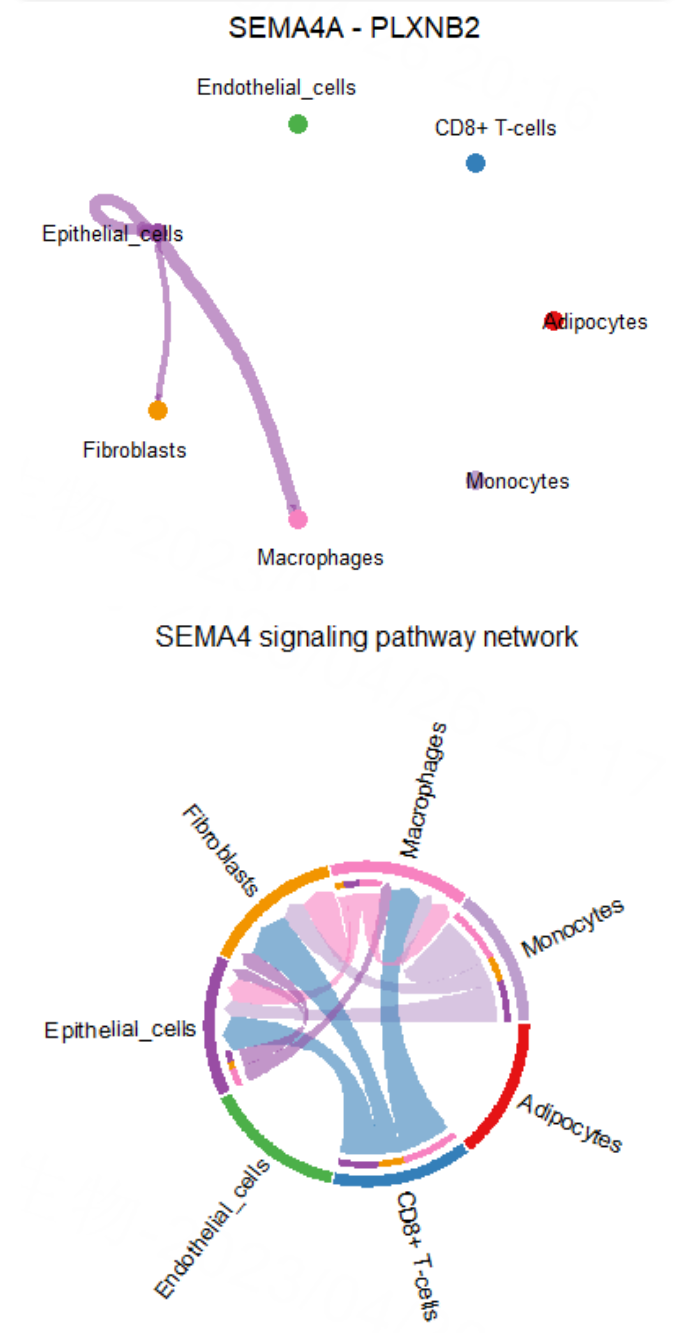 SEMA4A - PLXNB2
Endothelial_cells
CD8+ T-cells
Epithelial_cells
Adipocytes
Fibroblasts
Monocytes
Macrophages
SEMA4 signaling pathway network
Macrophages
Fibroblasts
Monocytes
Epithelial_cells
Adipocytes
Endothelial_cells
CD8+ T-cells